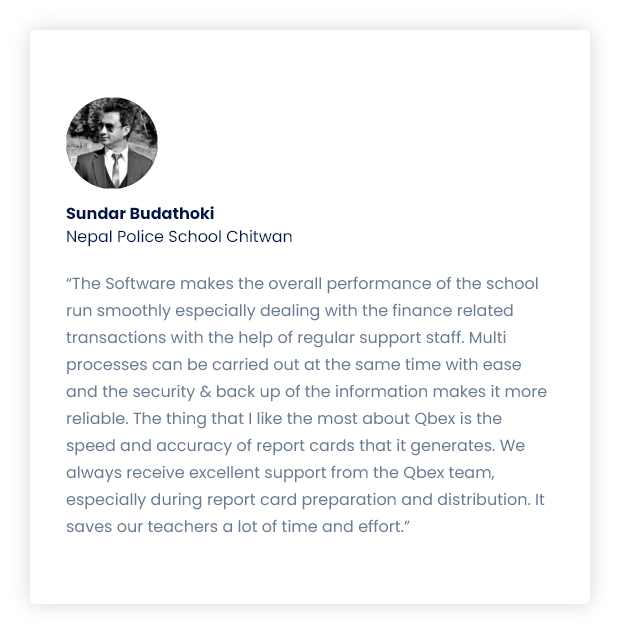 Sundar Budathoki
Nepal Police School Chitwan
“The Software makes the overall performance of the school
run smoothly especially dealing with the finance related
transactions with the help of regular support staff. Multi
processes can be carried out at the same time with ease
and the security & back up of the information makes it more
reliable. The thing that I like the most about Qbex is the
speed and accuracy of report cards that it generates. We
always receive excellent support from the Qbex team,
especially during report card preparation and distribution. It
saves our teachers a lot of time and effort.”